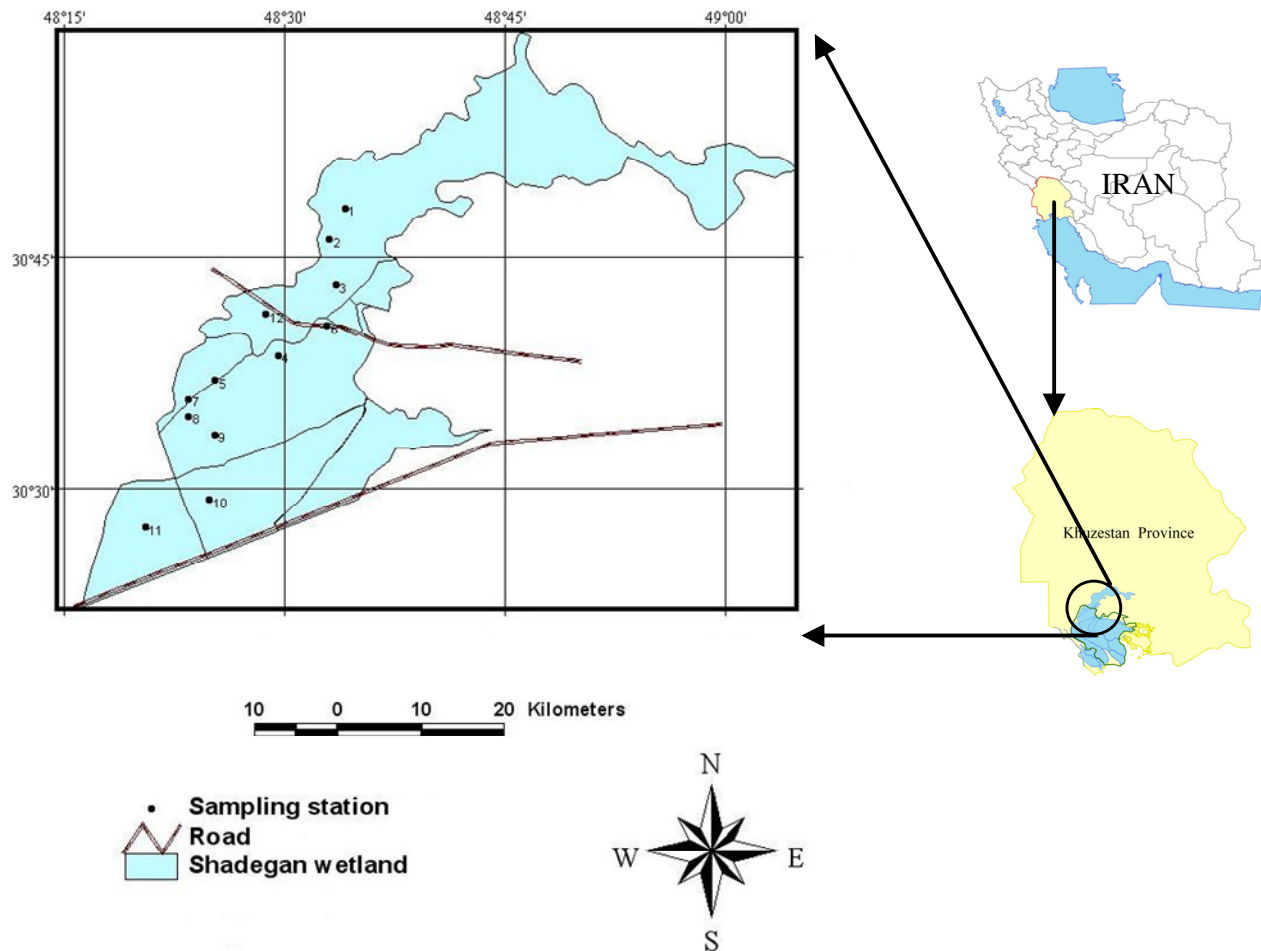 48°15' 48°30' 48°45' 49°00'
IRAN
1
2
30°45'
3
12
6
4
5
7
8
9
30°30'
10
11
Khuzestan Province
10 0 10 20 Kilometers
N
W E
S
Sampling station
Road
Shadegan wetland